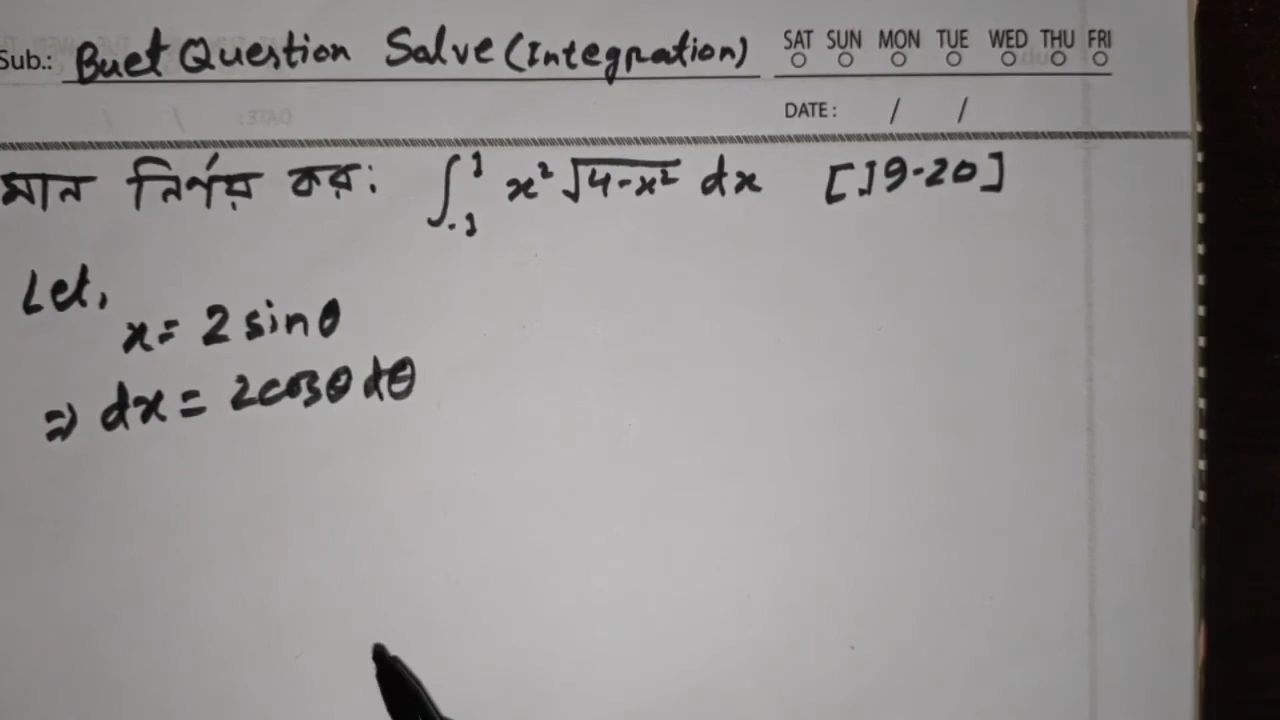 Sub.: Buet Question Solve (Integration) SAT SUN MON TUE WED THU FRI
DATE: / /
মান নির্ণয় কর: ∫₋₁¹ x² √(4-x²) dx [19-20]
Let,
x = 2 sinθ
⇒ dx = 2cosθ dθ